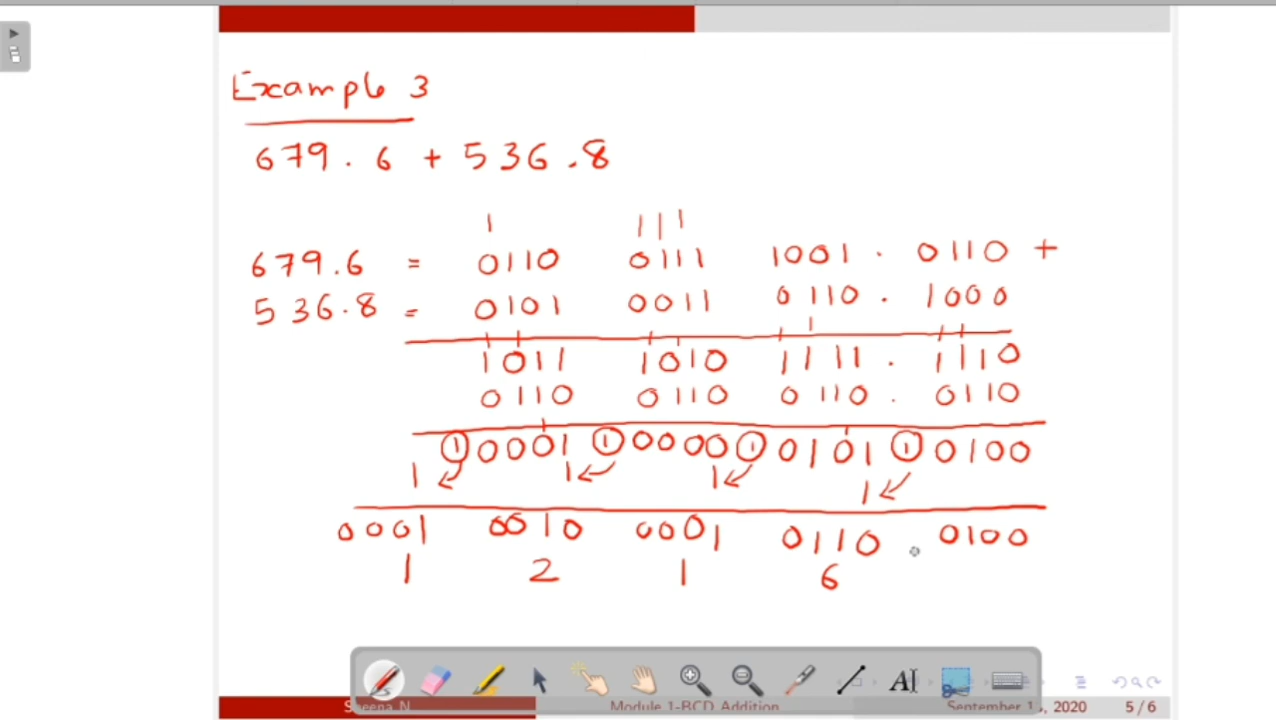 Example 3
679.6 + 536.8
1 111
679.6 = 0110 0111 1001 . 0110 +
536.8 = 0101 0011 0110 . 1000
1011 1010 1111 . 1110
0110 0110 0110 . 0110
1 0001 1 0000 1 0101 1 0100
1 1 1 1
0001 0010 0001 0110 . 0100
1 2 1 6
AI
Sheena N Module 1-BCD Addition 5 / 6